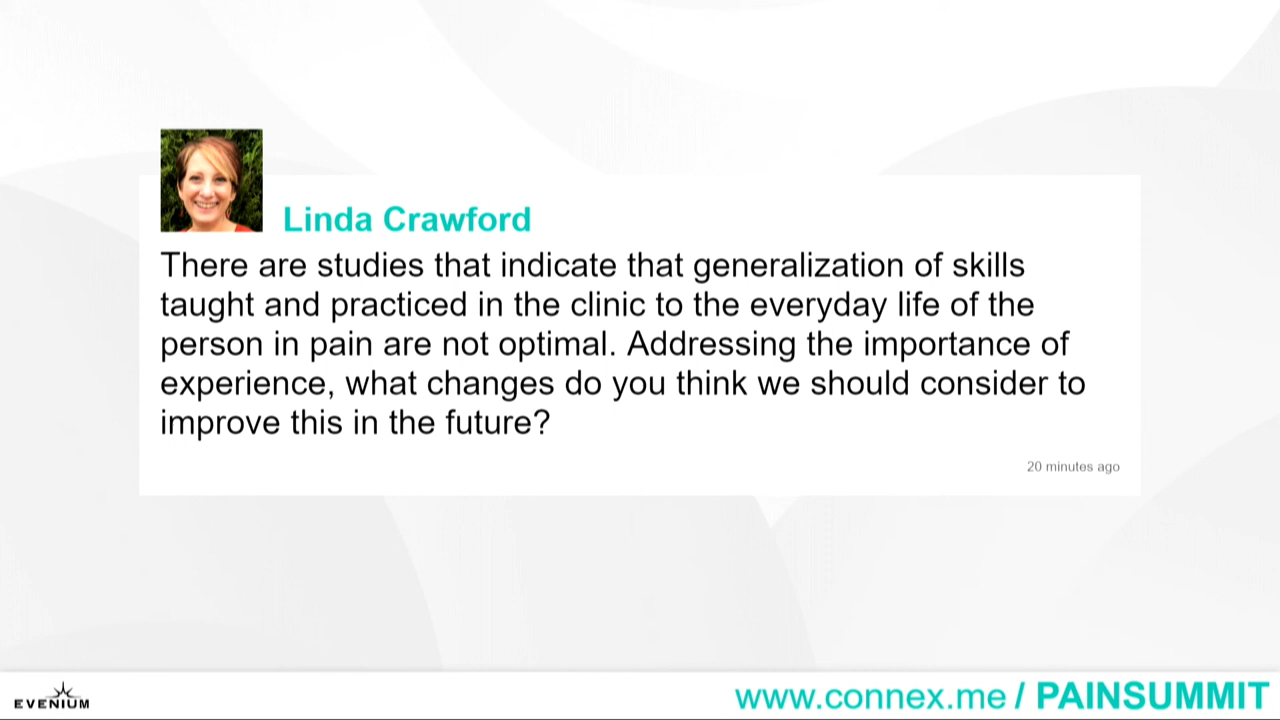 Linda Crawford
There are studies that indicate that generalization of skills
taught and practiced in the clinic to the everyday life of the
person in pain are not optimal. Addressing the importance of
experience, what changes do you think we should consider to
improve this in the future?
20 minutes ago
EVENIUM
www.connex.me / PAINSUMMIT